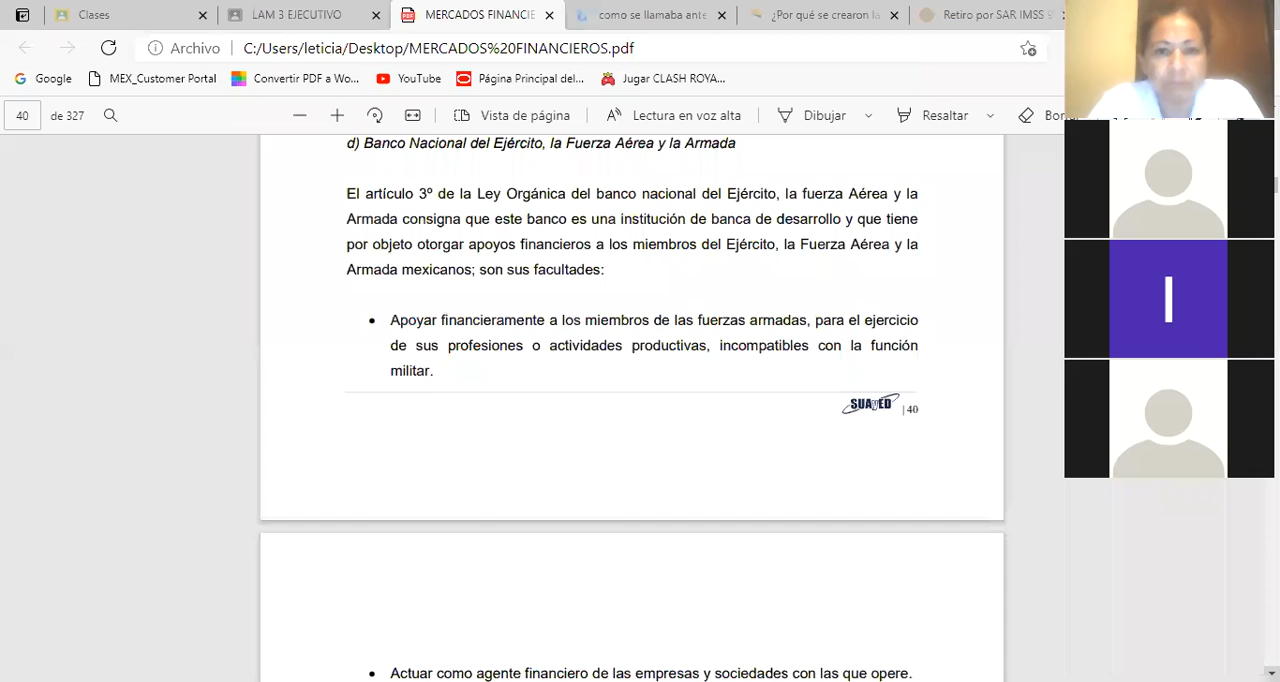 Clases
LAM 3 EJECUTIVO
MERCADOS FINANCIE
como se llamaba ante
¿Por qué se crearon la
Retiro por SAR IMSS 9
Archivo C:/Users/leticia/Desktop/MERCADOS%20FINANCIEROS.pdf
Google MEX_Customer Portal Convertir PDF a Wo... YouTube Página Principal del... Jugar CLASH ROYA...
40 de 327 Vista de página Lectura en voz alta Dibujar Resaltar
d) Banco Nacional del Ejército, la Fuerza Aérea y la Armada
El artículo 3º de la Ley Orgánica del banco nacional del Ejército, la fuerza Aérea y la
Armada consigna que este banco es una institución de banca de desarrollo y que tiene
por objeto otorgar apoyos financieros a los miembros del Ejército, la Fuerza Aérea y la
Armada mexicanos; son sus facultades:
• Apoyar financieramente a los miembros de las fuerzas armadas, para el ejercicio
de sus profesiones o actividades productivas, incompatibles con la función
militar.
SUAyED | 40
• Actuar como agente financiero de las empresas y sociedades con las que opere.
I